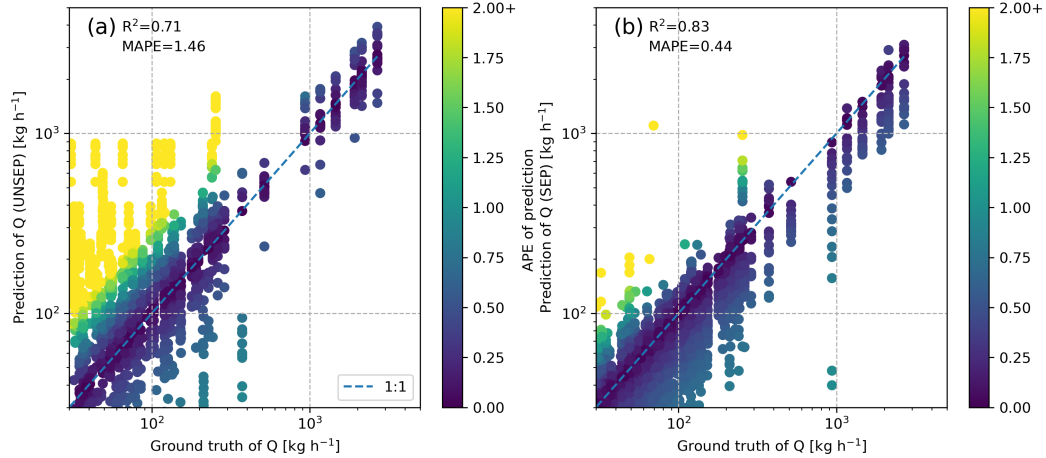 (a)
R²=0.71
MAPE=1.46
Prediction of Q (UNSEP) [kg h⁻¹]
10³
10²
10²
10³
Ground truth of Q [kg h⁻¹]
1:1
2.00+
1.75
1.50
1.25
1.00
0.75
0.50
0.25
0.00
APE of prediction
(b)
R²=0.83
MAPE=0.44
Prediction of Q (SEP) [kg h⁻¹]
10³
10²
10²
10³
Ground truth of Q [kg h⁻¹]
2.00+
1.75
1.50
1.25
1.00
0.75
0.50
0.25
0.00